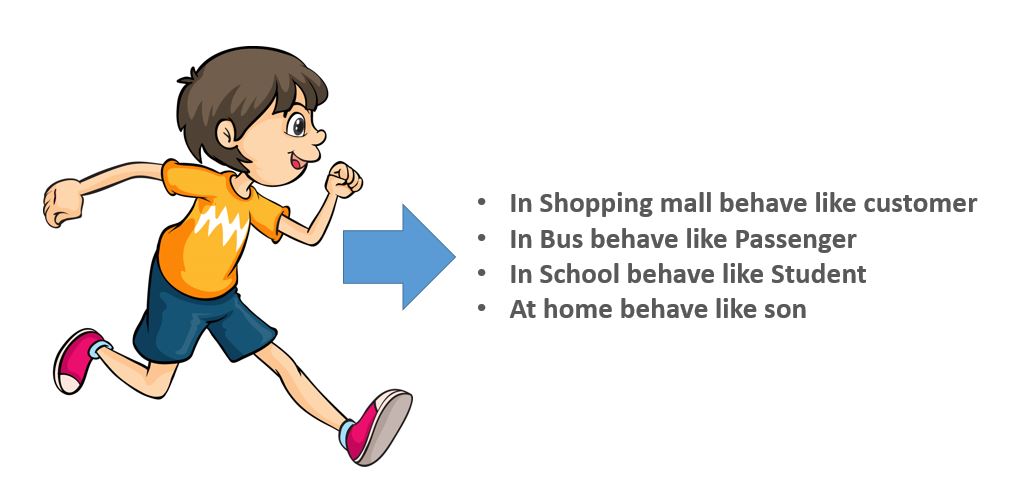 • In Shopping mall behave like customer
• In Bus behave like Passenger
• In School behave like Student
• At home behave like son